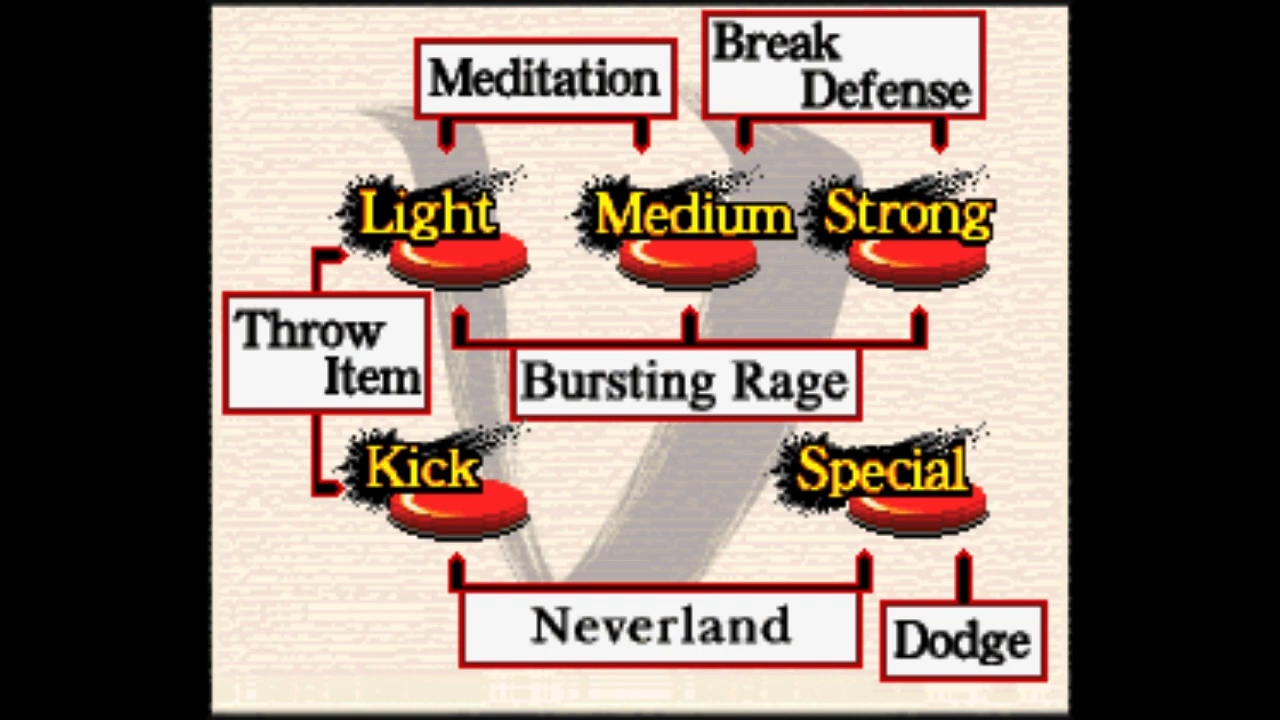 Meditation
Break
Defense
Light
Medium
Strong
Throw
Item
Bursting Rage
Kick
Special
Neverland
Dodge